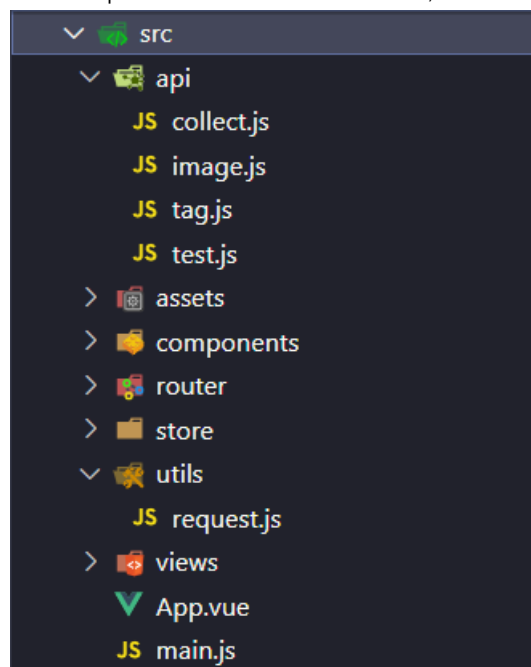 src
api
JS collect.js
JS image.js
JS tag.js
JS test.js
assets
components
router
store
utils
JS request.js
views
App.vue
JS main.js